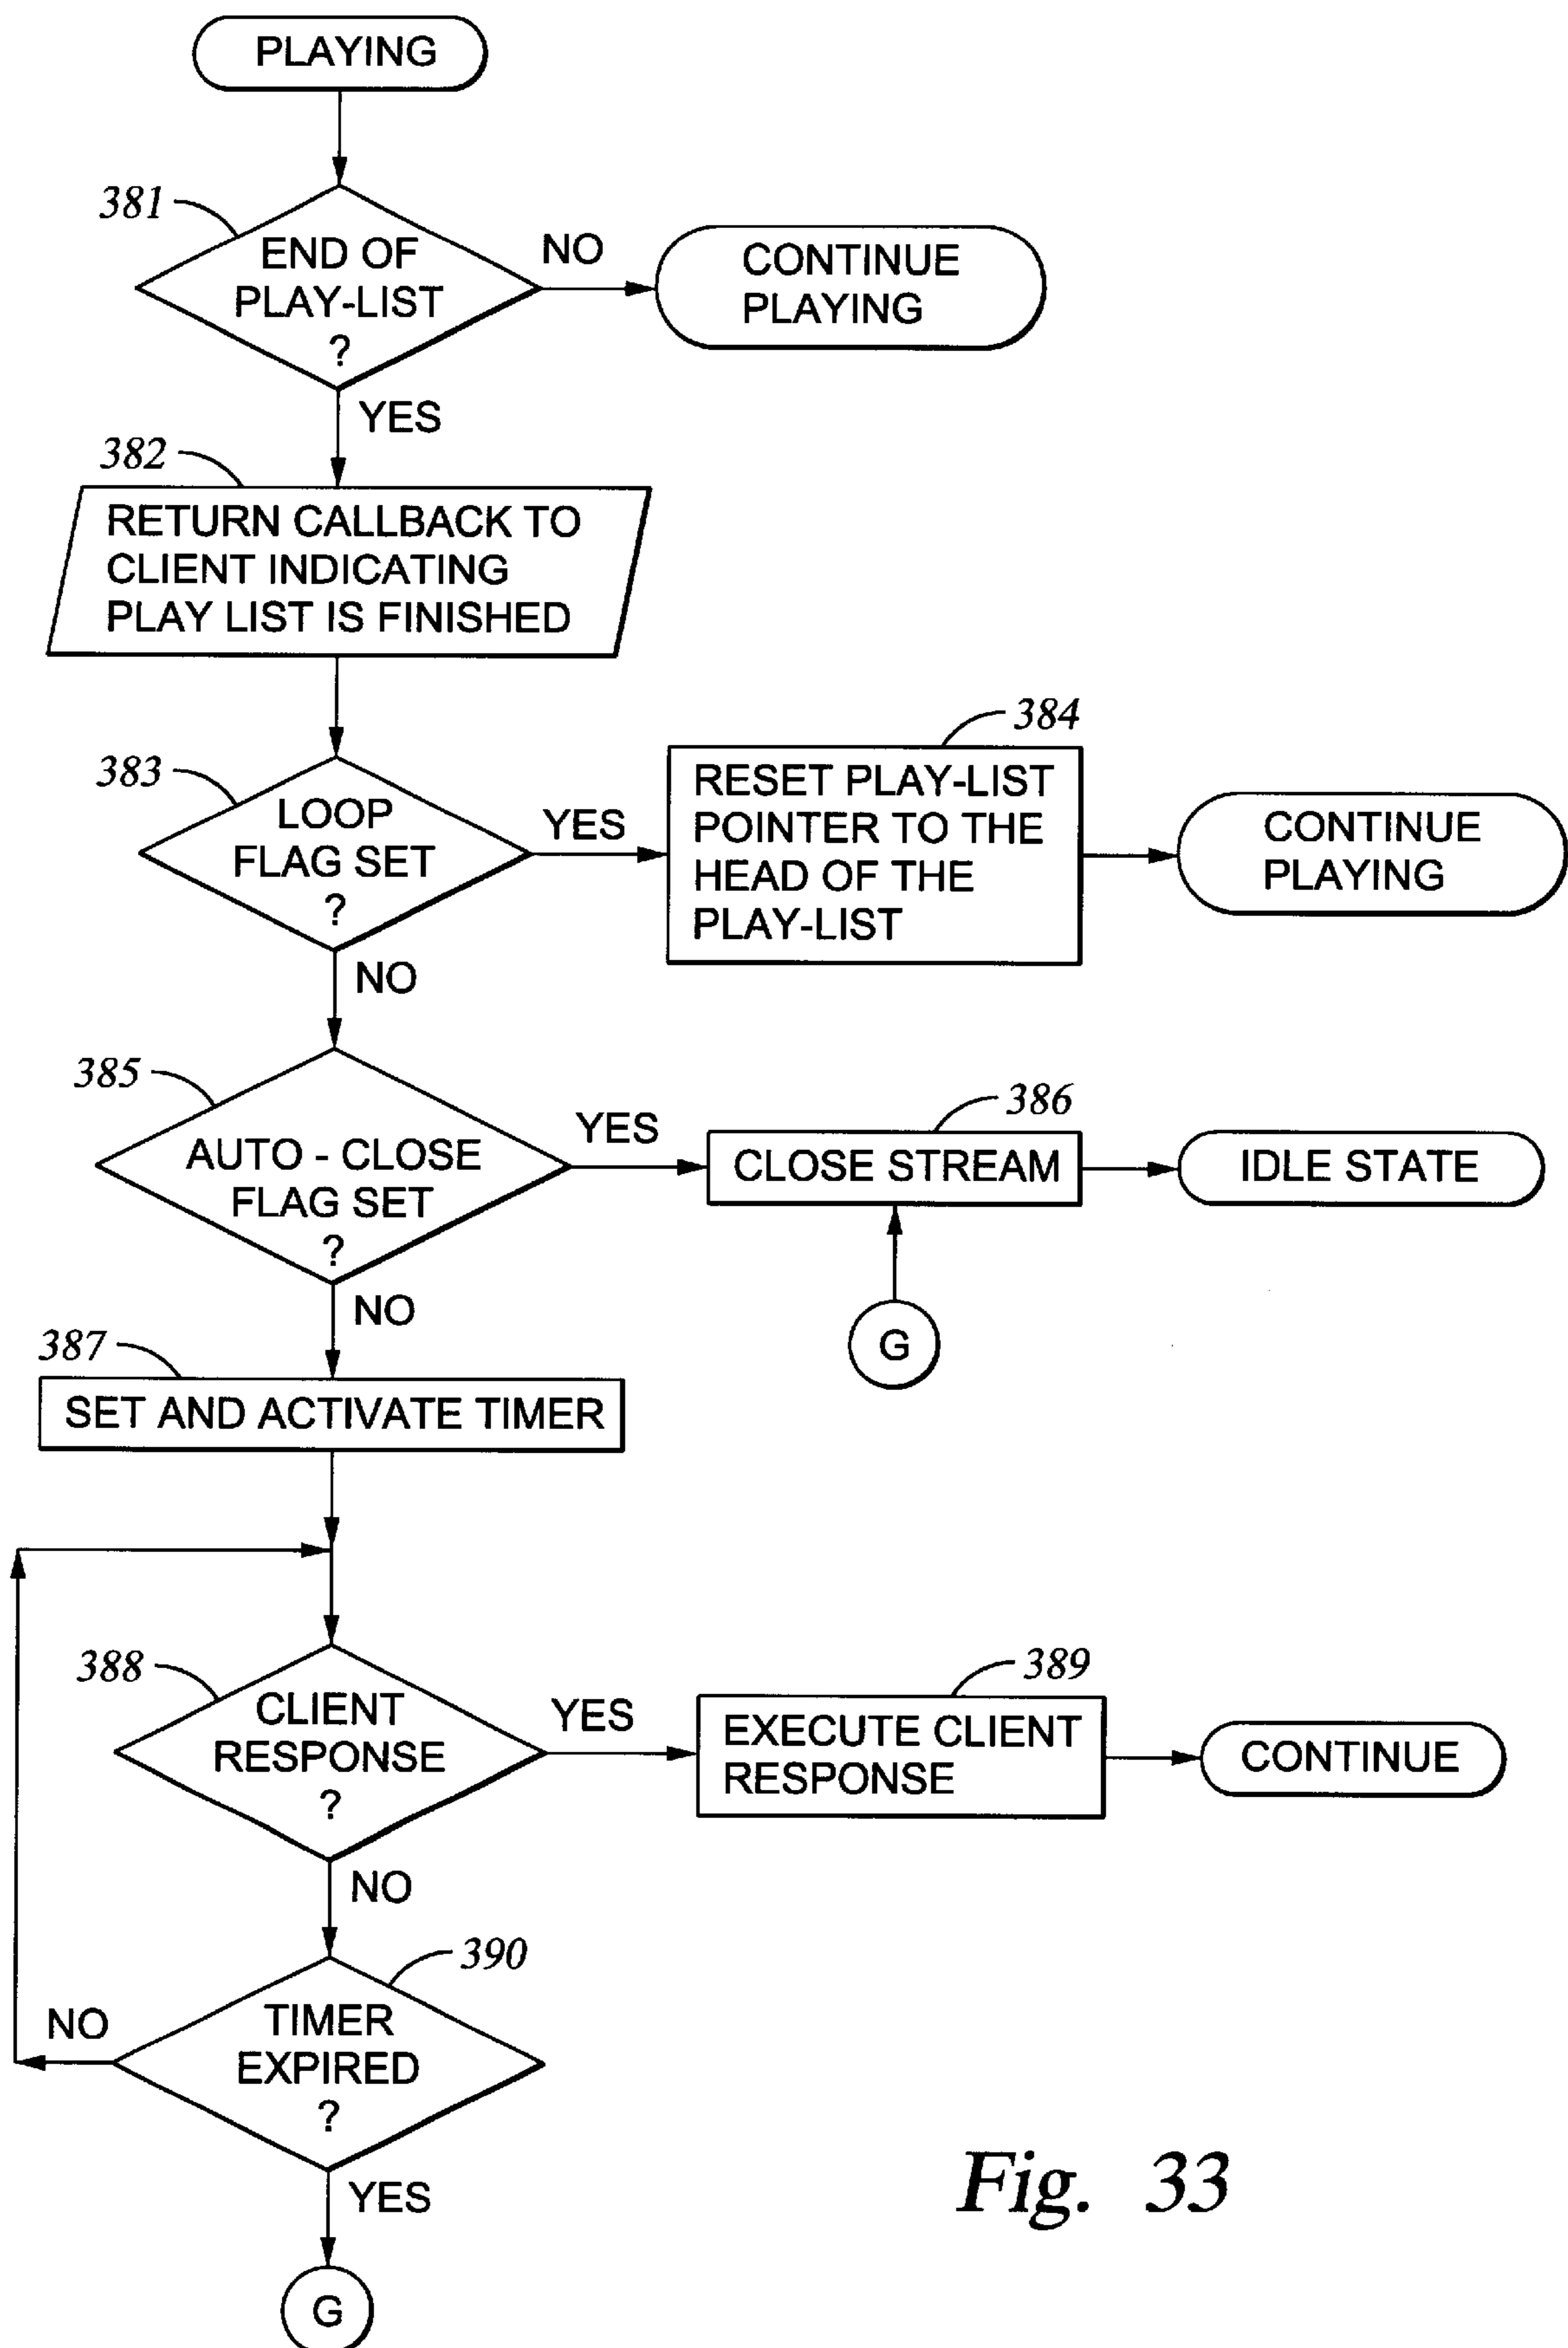 PLAYING
381
END OF
PLAY-LIST
?
NO
CONTINUE
PLAYING
YES
382
RETURN CALLBACK TO
CLIENT INDICATING
PLAY LIST IS FINISHED
383
LOOP
FLAG SET
?
YES
384
RESET PLAY-LIST
POINTER TO THE
HEAD OF THE
PLAY-LIST
CONTINUE
PLAYING
NO
385
AUTO - CLOSE
FLAG SET
?
YES
386
CLOSE STREAM
IDLE STATE
G
NO
387
SET AND ACTIVATE TIMER
388
CLIENT
RESPONSE
?
YES
389
EXECUTE CLIENT
RESPONSE
CONTINUE
NO
390
TIMER
EXPIRED
?
NO
YES
G
Fig. 33